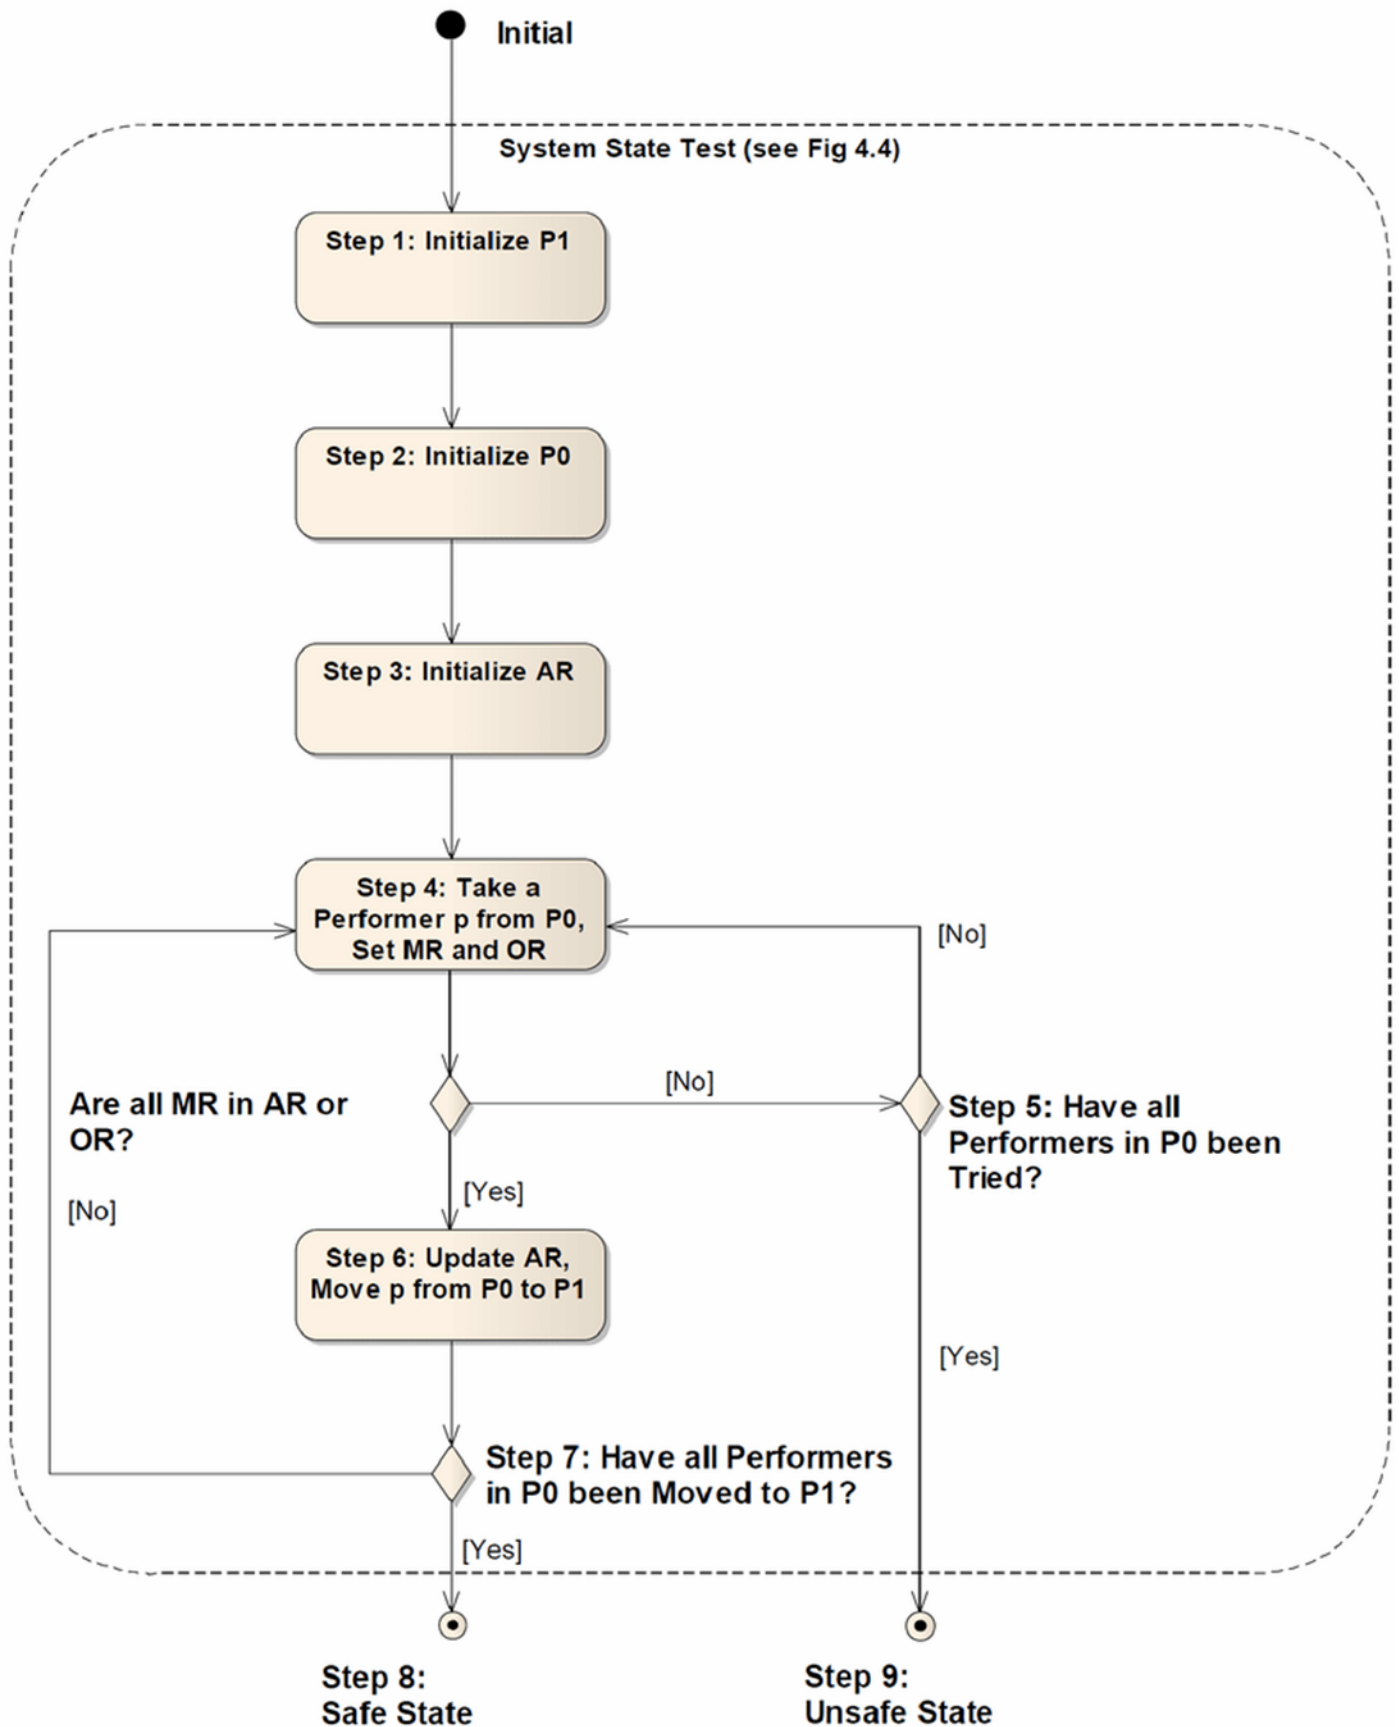 Initial
System State Test (see Fig 4.4)
Step 1: Initialize P1
Step 2: Initialize P0
Step 3: Initialize AR
Step 4: Take a
Performer p from P0,
Set MR and OR
[No]
[No]
Are all MR in AR or
OR?
Step 5: Have all
Performers in P0 been
Tried?
[Yes]
[No]
Step 6: Update AR,
Move p from P0 to P1
[Yes]
Step 7: Have all Performers
in P0 been Moved to P1?
[Yes]
Step 8:
Safe State
Step 9:
Unsafe State